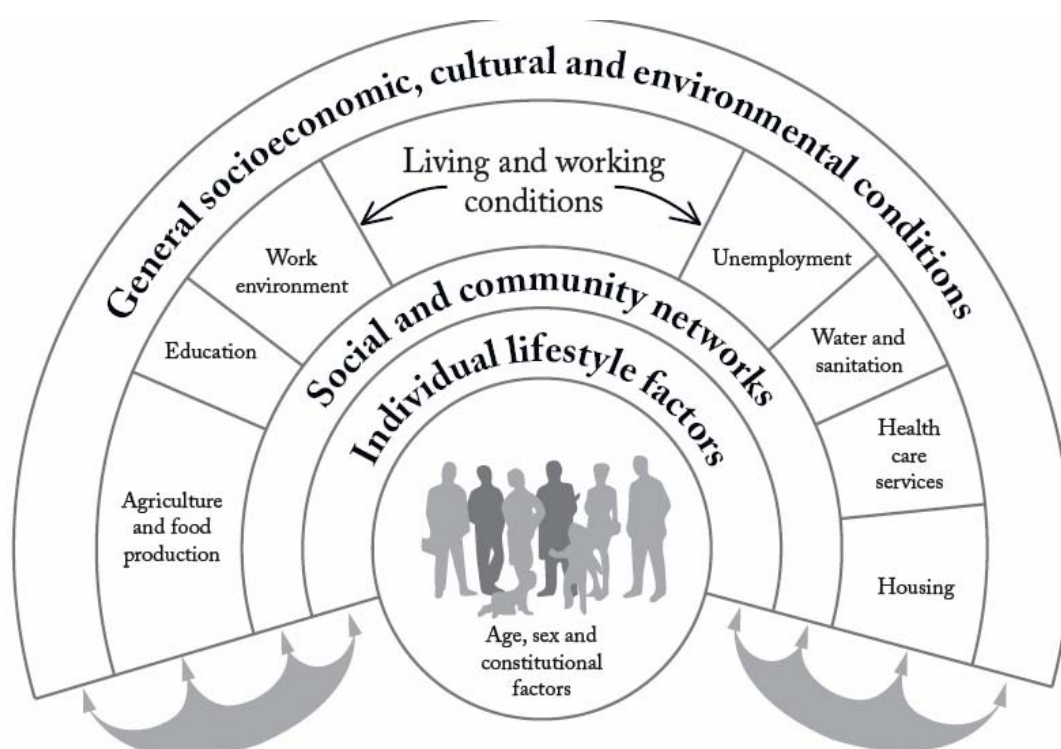 General socioeconomic, cultural and environmental conditions
Living and working
conditions
Work
environment
Unemployment
Education
Water and
sanitation
Agriculture
and food
production
Health
care
services
Housing
Social and community networks
Individual lifestyle factors
Age, sex and
constitutional
factors